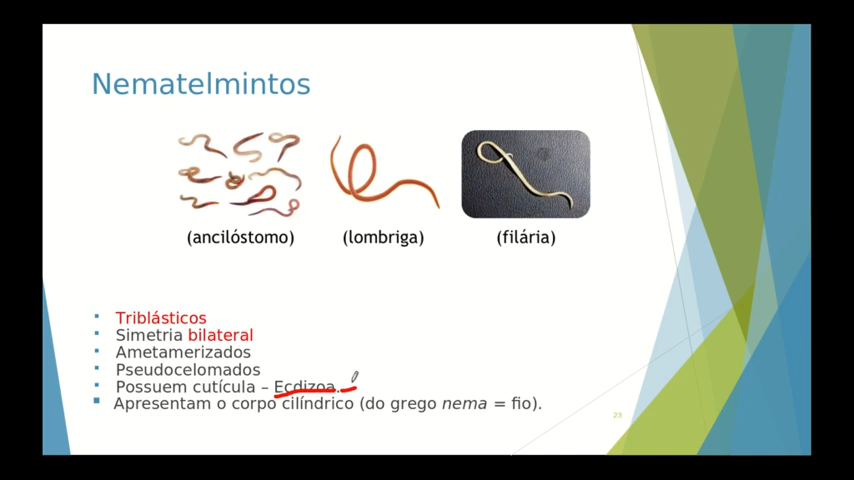 Nematelmintos
(ancilóstomo) (lombriga) (filária)
Triblásticos
Simetria bilateral
Ametamerizados
Pseudocelomados
Possuem cutícula – Ecdizoa.
Apresentam o corpo cilíndrico (do grego nema = fio).
23